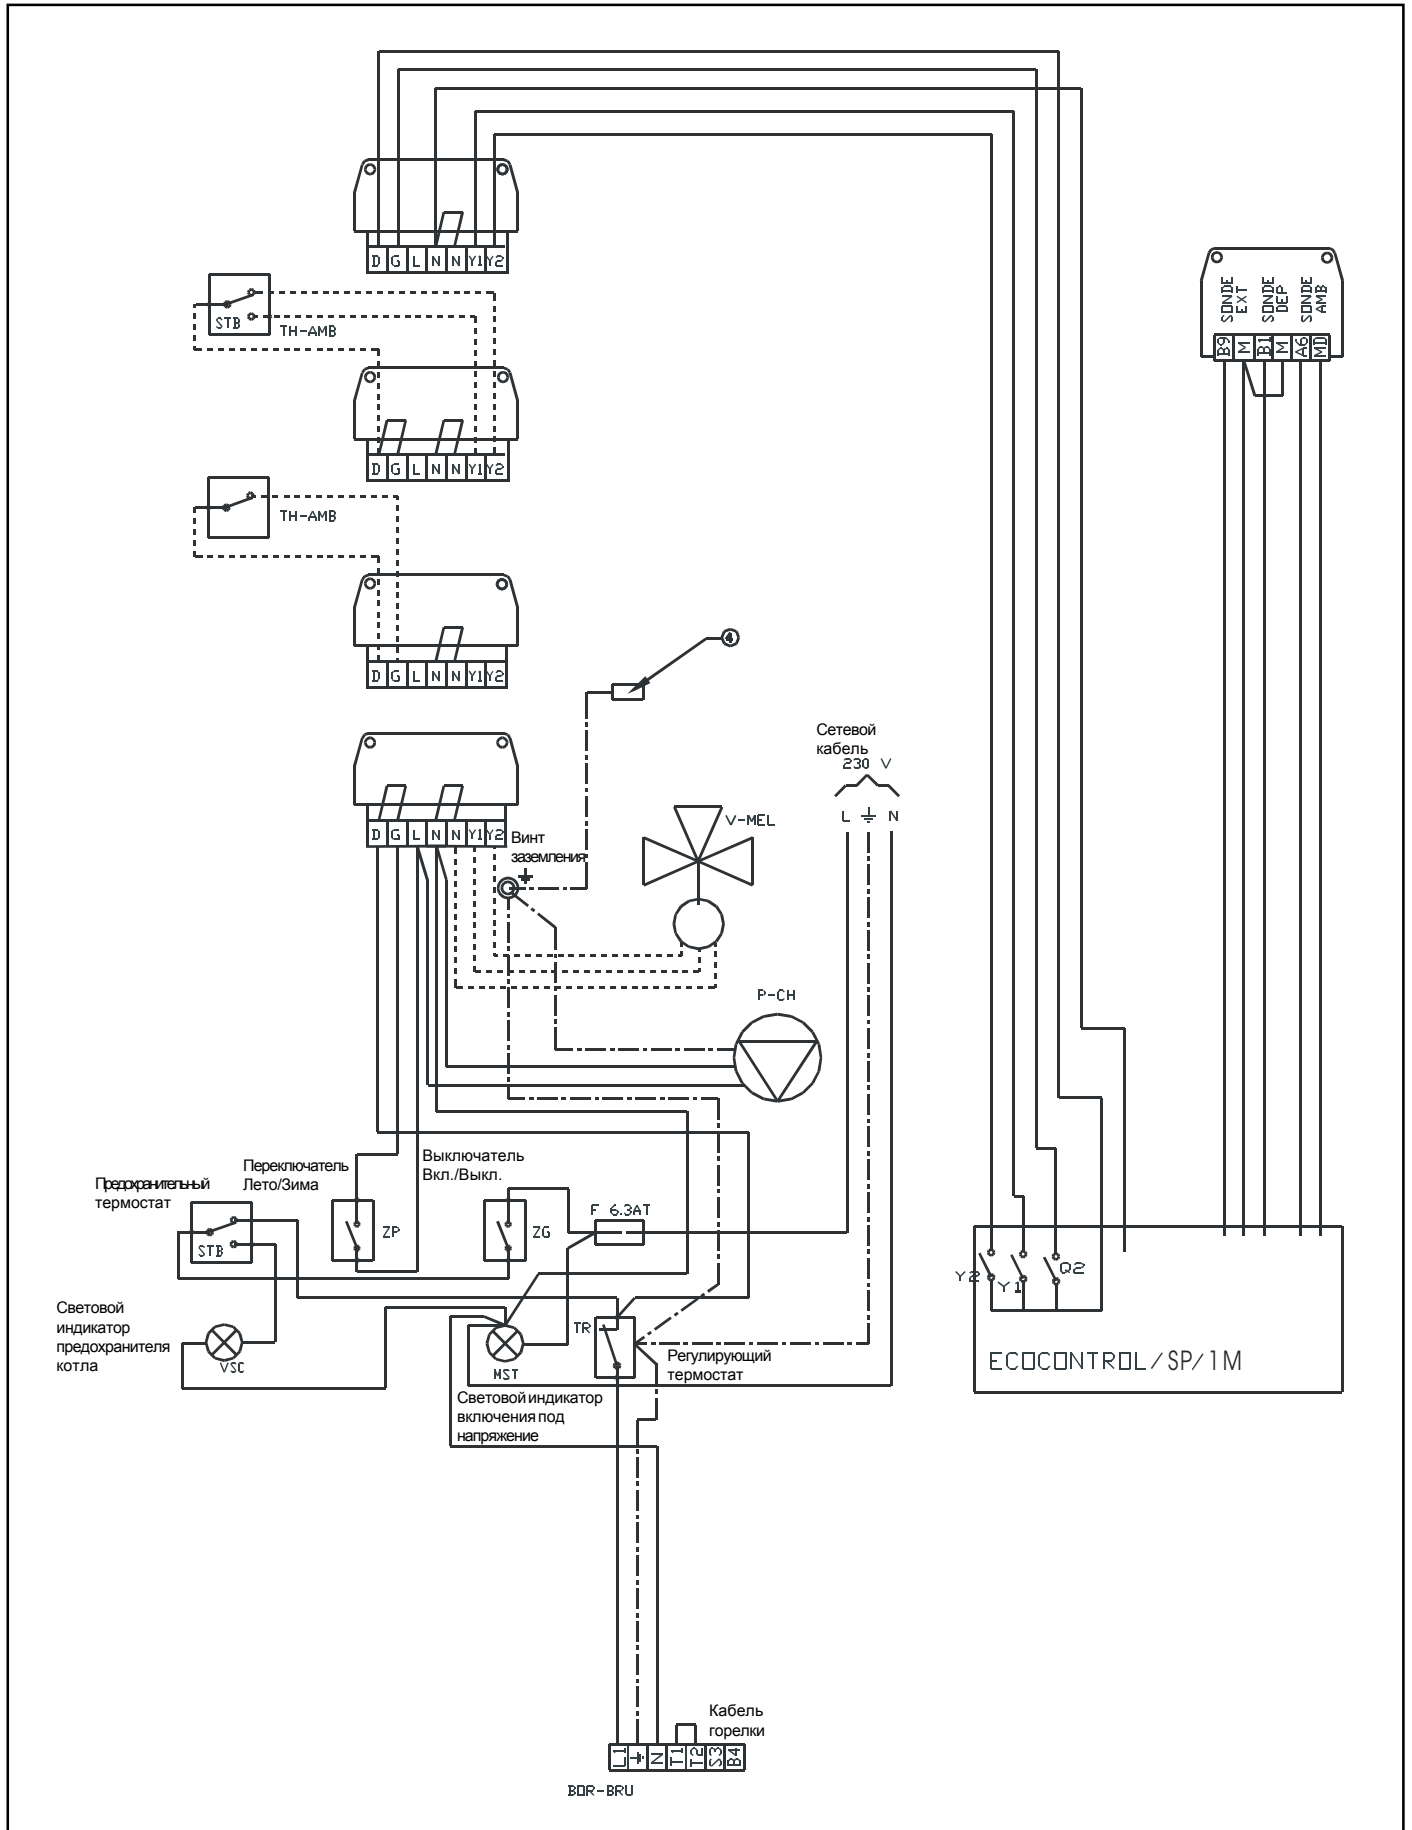 D G L N N Y1 Y2
STB
TH-AMB
SONDE EXT
SONDE DEP
SONDE AMB
B9 M B1 M A6 MD
D G L N N Y1 Y2
TH-AMB
D G L N N Y1 Y2
4
Сетевой
кабель
230 V
L N
V-MEL
D G L N N Y1 Y2
Винт
заземления
P-CH
Выключатель
Вкл./Выкл.
Переключатель
Лето/Зима
Предохранительный
термостат
F 6.3AT
ZP
ZG
STB
Y2
Y1
Q2
ECOCONTROL/SP/1M
Световой
индикатор
предохранителя
котла
VSC
MST
TR
Регулирующий
термостат
Световой индикатор
включения под
напряжение
Кабель
горелки
L1 N T1 T2 S3 B4
BOR-BRU